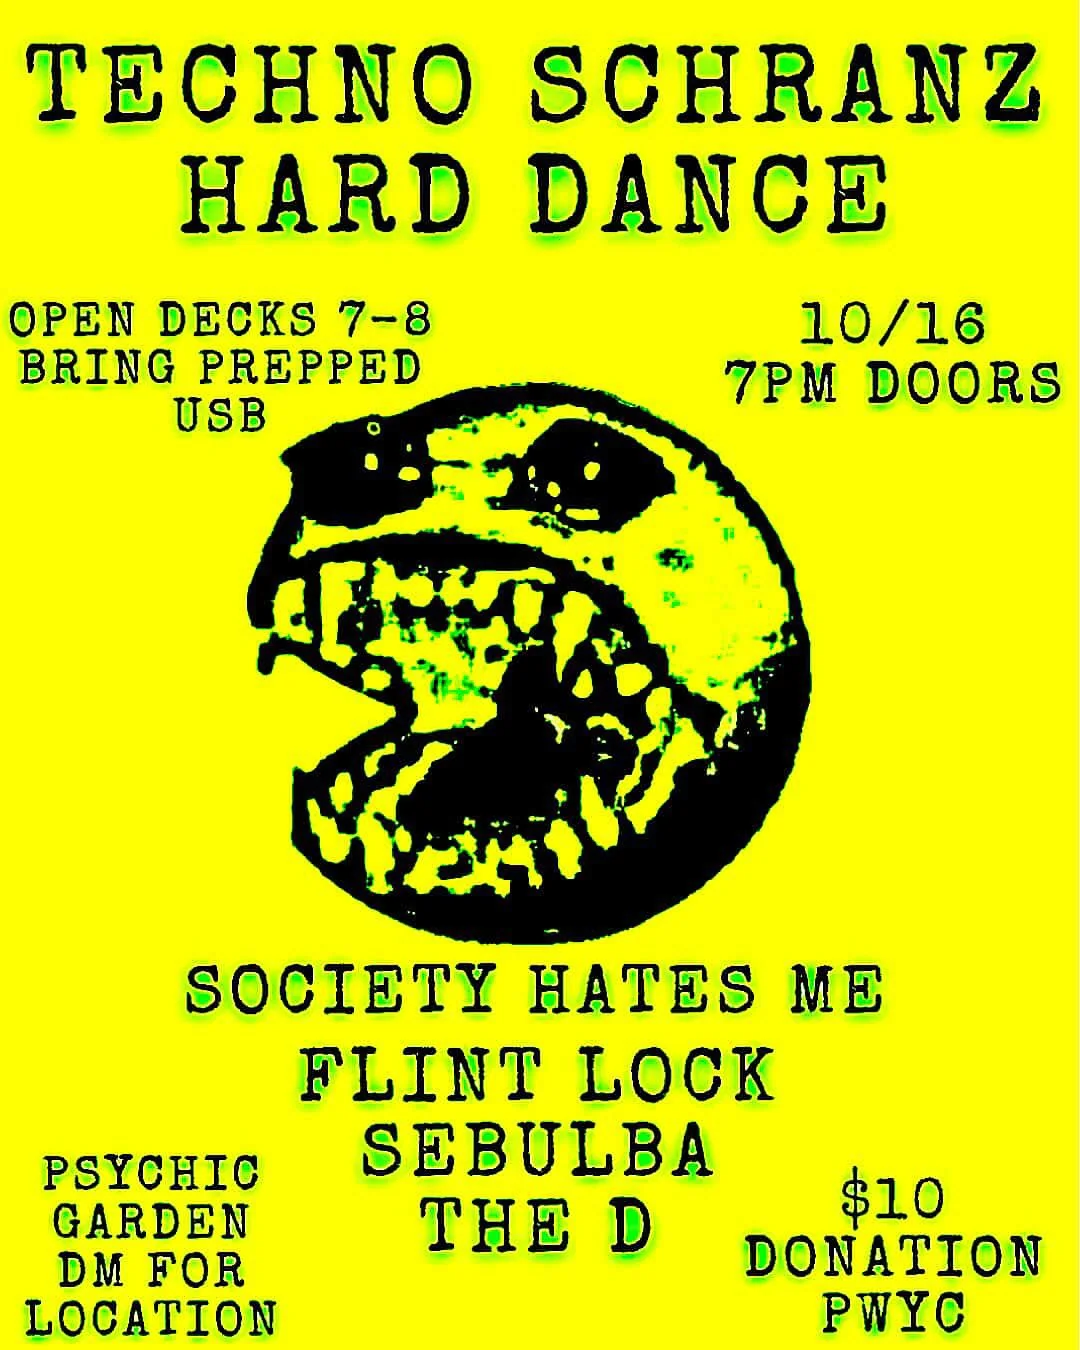 TECHNO SCHRANZ
HARD DANCE
OPEN DECKS 7-8
BRING PREPPED
USB
10/16
7PM DOORS
SOCIETY HATES ME
FLINT LOCK
SEBULBA
THE D
PSYCHIC
GARDEN
DM FOR
LOCATION
$10
DONATION
PWYC